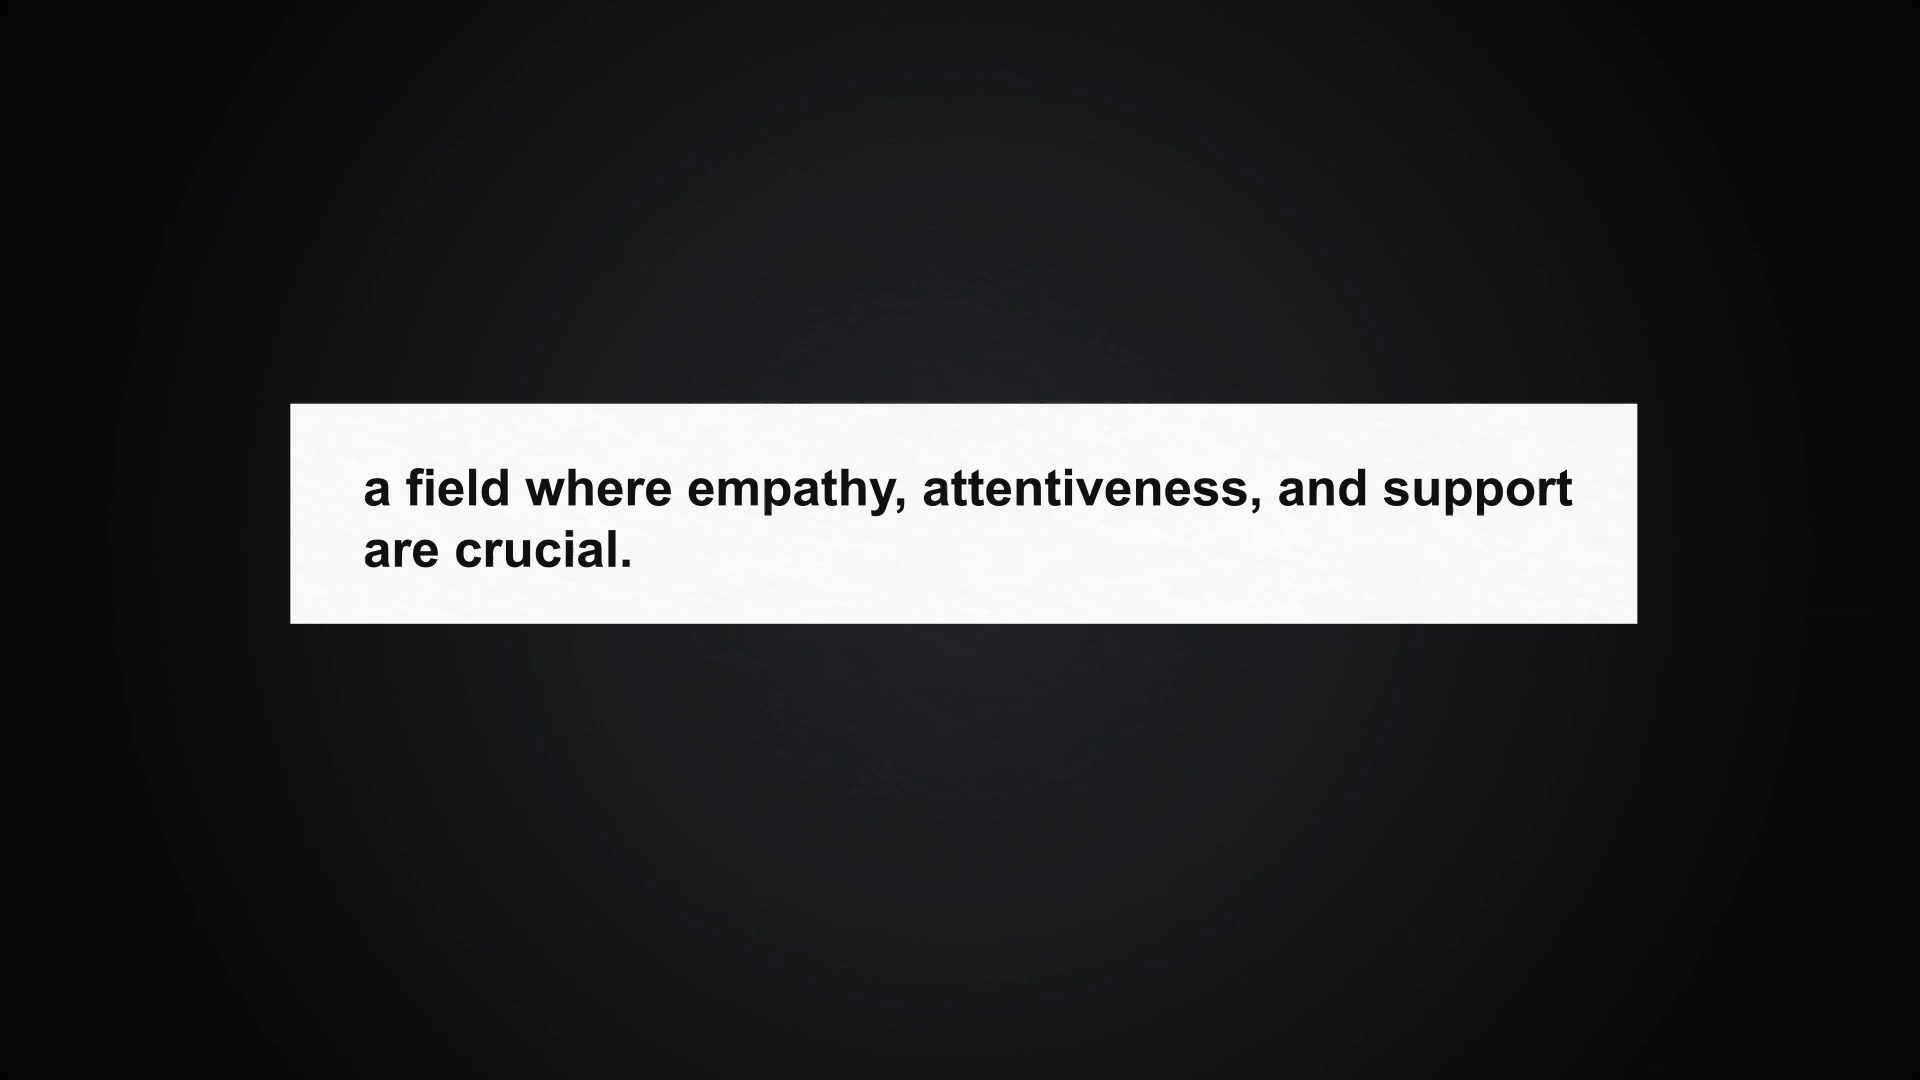 a field where empathy, attentiveness, and support
are crucial.